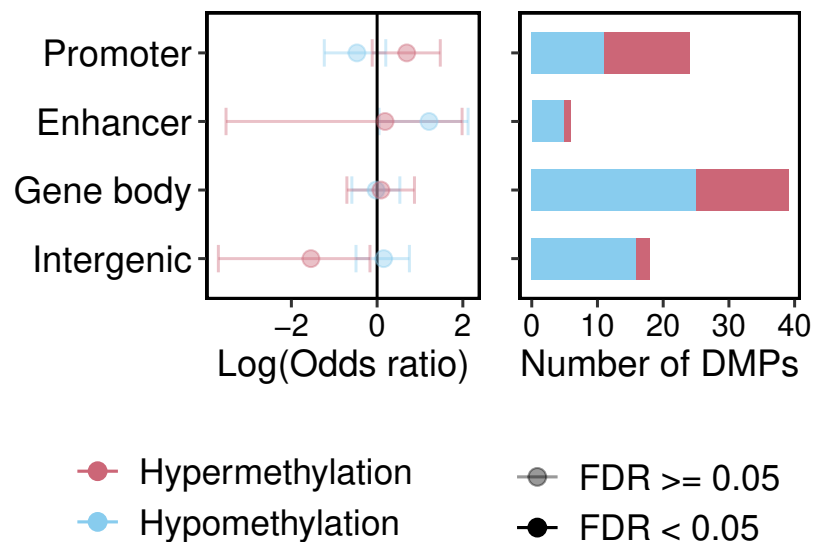 Promoter
Enhancer
Gene body
Intergenic
−2 0 2
0 10 20 30 40
Log(Odds ratio)
Number of DMPs
Hypermethylation
Hypomethylation
FDR >= 0.05
FDR < 0.05